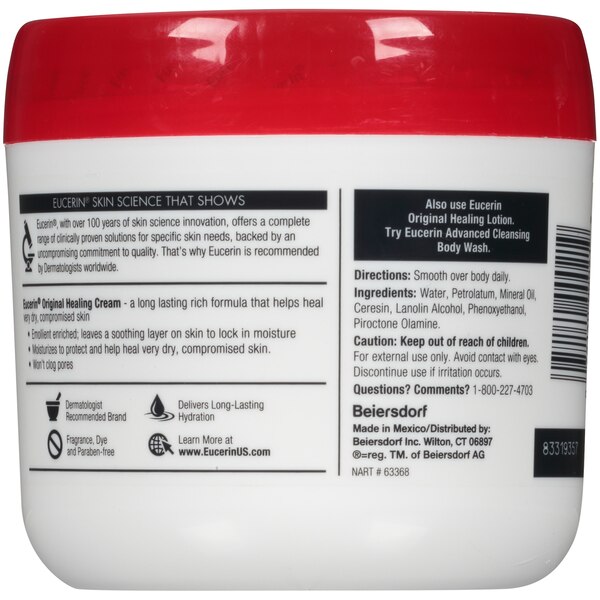 EUCERIN® SKIN SCIENCE THAT SHOWS
Eucerin®, with over 100 years of skin science innovation, offers a complete
range of clinically proven solutions for specific skin needs, backed by an
uncompromising commitment to quality. That's why Eucerin is recommended
by Dermatologists worldwide.
Eucerin® Original Healing Cream - a long lasting rich formula that helps heal
very dry, compromised skin
• Emollient enriched; leaves a soothing layer on skin to lock in moisture
• Moisturizes to protect and help heal very dry, compromised skin.
• Won't clog pores
Dermatologist
Recommended Brand
Delivers Long-Lasting
Hydration
Fragrance, Dye
and Paraben-free
Learn More at
www.EucerinUS.com
Also use Eucerin
Original Healing Lotion.
Try Eucerin Advanced Cleansing
Body Wash.
Directions: Smooth over body daily.
Ingredients: Water, Petrolatum, Mineral Oil,
Ceresin, Lanolin Alcohol, Phenoxyethanol,
Piroctone Olamine.
Caution: Keep out of reach of children.
For external use only. Avoid contact with eyes.
Discontinue use if irritation occurs.
Questions? Comments? 1-800-227-4703
Beiersdorf
Made in Mexico/Distributed by:
Beiersdorf Inc. Wilton, CT 06897
®=reg. TM. of Beiersdorf AG
NART # 63368
83319357